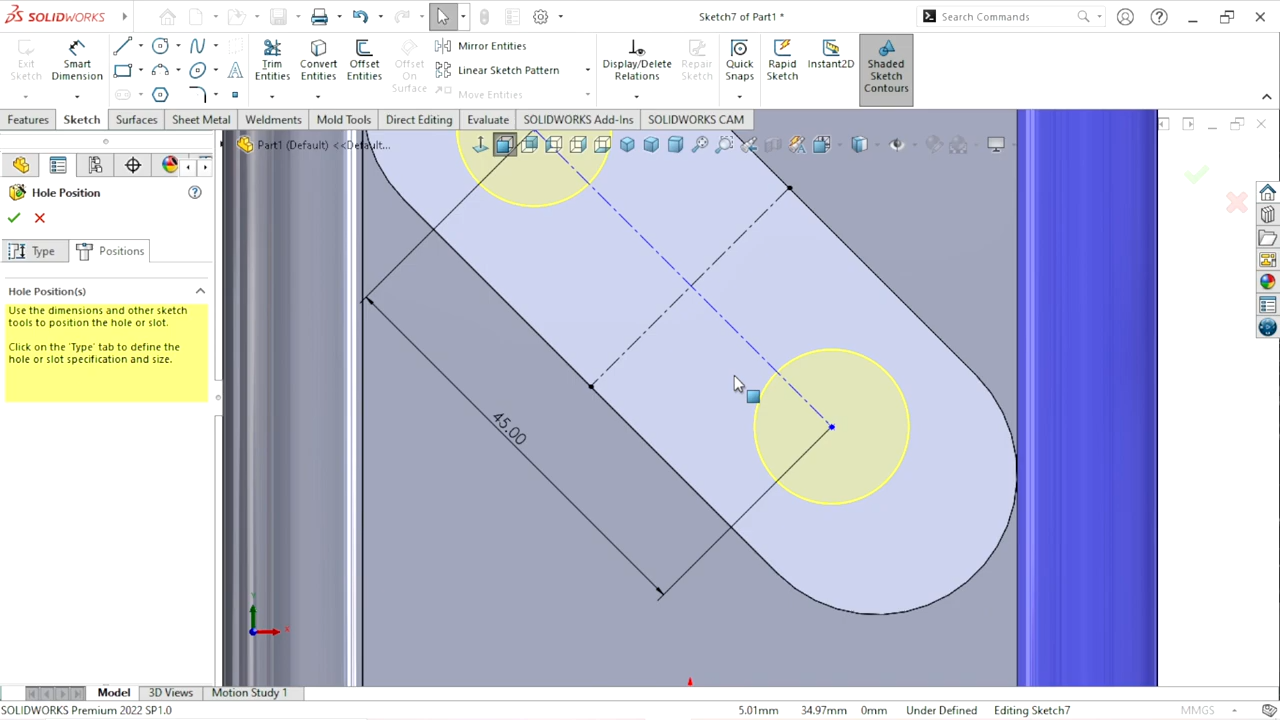 SOLIDWORKS
Sketch7 of Part1 *
Search Commands
Exit Sketch
Smart Dimension
Trim Entities
Convert Entities
Offset Entities
Offset On Surface
Mirror Entities
Linear Sketch Pattern
Move Entities
Display/Delete Relations
Repair Sketch
Quick Snaps
Rapid Sketch
Instant2D
Shaded Sketch Contours
Features
Sketch
Surfaces
Sheet Metal
Weldments
Mold Tools
Direct Editing
Evaluate
SOLIDWORKS Add-Ins
SOLIDWORKS CAM
Part1 (Default) <<Default...
Hole Position
Type
Positions
Hole Position(s)
Use the dimensions and other sketch
tools to position the hole or slot.
Click on the 'Type' tab to define the
hole or slot specification and size.
45.00
Y
X
Model
3D Views
Motion Study 1
SOLIDWORKS Premium 2022 SP1.0
5.01mm
34.97mm
0mm
Under Defined
Editing Sketch7
MMGS